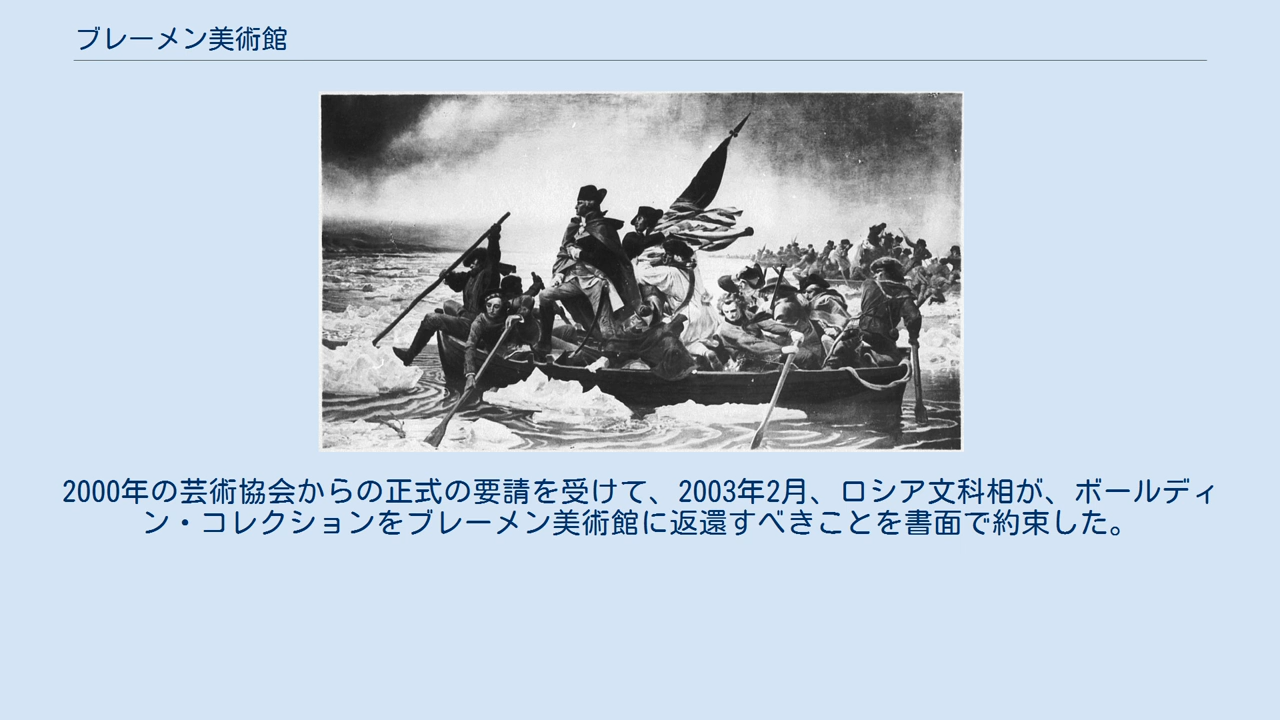 ブレーメン美術館
2000年の芸術協会からの正式の要請を受けて、2003年2月、ロシア文科相が、ボールディ
ン・コレクションをブレーメン美術館に返還すべきことを書面で約束した。